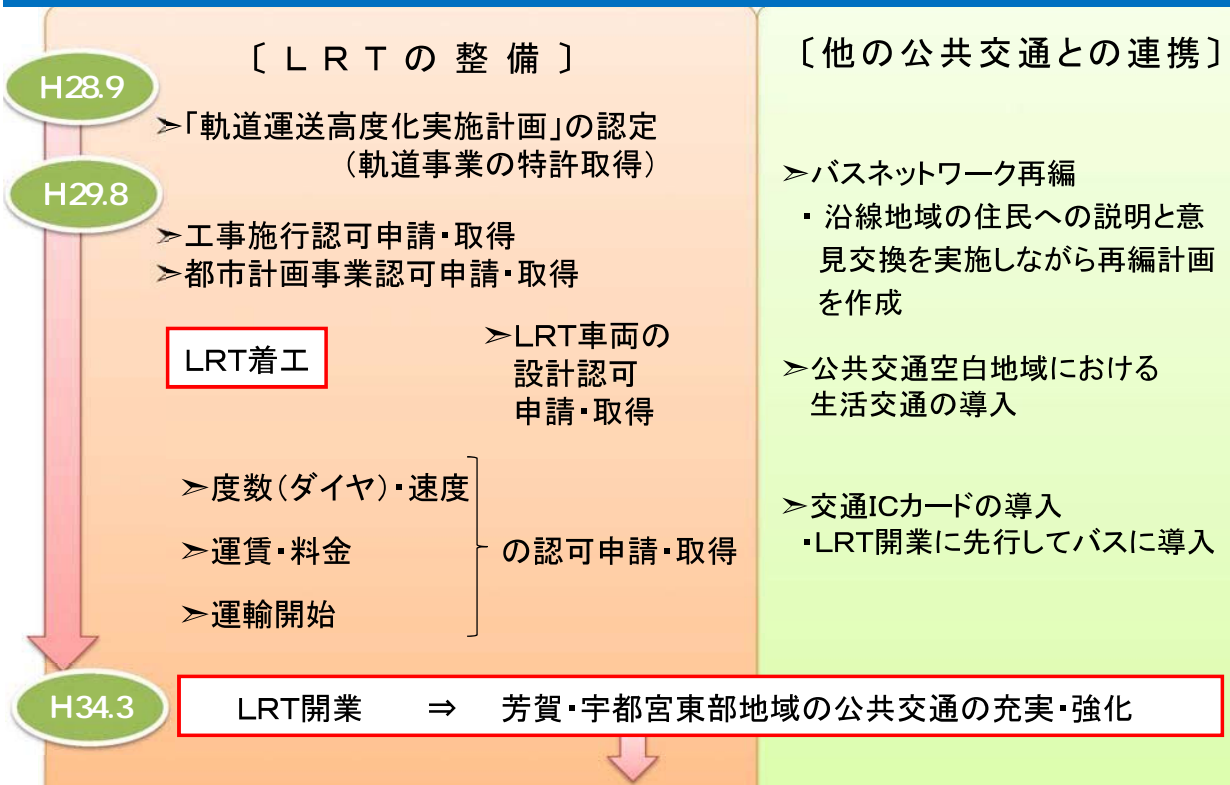 〔ＬＲＴの整備〕
H28.9
➣「軌道運送高度化実施計画」の認定
（軌道事業の特許取得）
H29.8
➣工事施行認可申請・取得
➣都市計画事業認可申請・取得
LRT着工
➣LRT車両の
設計認可
申請・取得
➣度数（ダイヤ）・速度
➣運賃・料金
➣運輸開始
の認可申請・取得
〔他の公共交通との連携〕
➣バスネットワーク再編
・ 沿線地域の住民への説明と意
見交換を実施しながら再編計画
を作成
➣公共交通空白地域における
生活交通の導入
➣交通ICカードの導入
・LRT開業に先行してバスに導入
H34.3
LRT開業 ⇒ 芳賀・宇都宮東部地域の公共交通の充実・強化